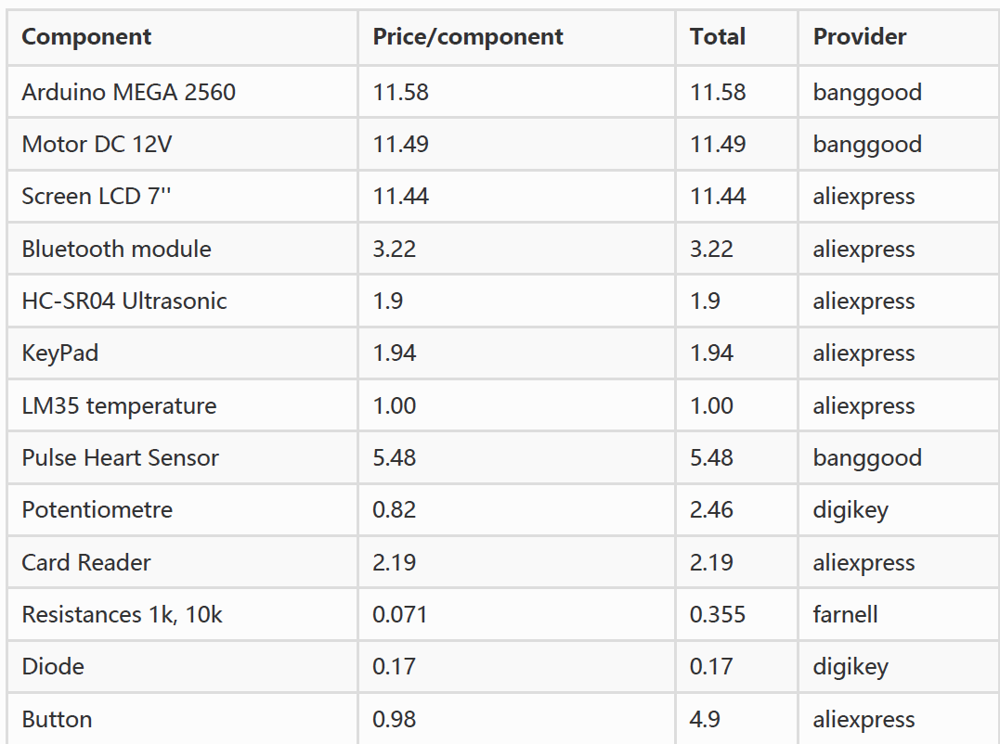 Component Price/component Total Provider
Arduino MEGA 2560 11.58 11.58 banggood
Motor DC 12V 11.49 11.49 banggood
Screen LCD 7'' 11.44 11.44 aliexpress
Bluetooth module 3.22 3.22 aliexpress
HC-SR04 Ultrasonic 1.9 1.9 aliexpress
KeyPad 1.94 1.94 aliexpress
LM35 temperature 1.00 1.00 aliexpress
Pulse Heart Sensor 5.48 5.48 banggood
Potentiometre 0.82 2.46 digikey
Card Reader 2.19 2.19 aliexpress
Resistances 1k, 10k 0.071 0.355 farnell
Diode 0.17 0.17 digikey
Button 0.98 4.9 aliexpress